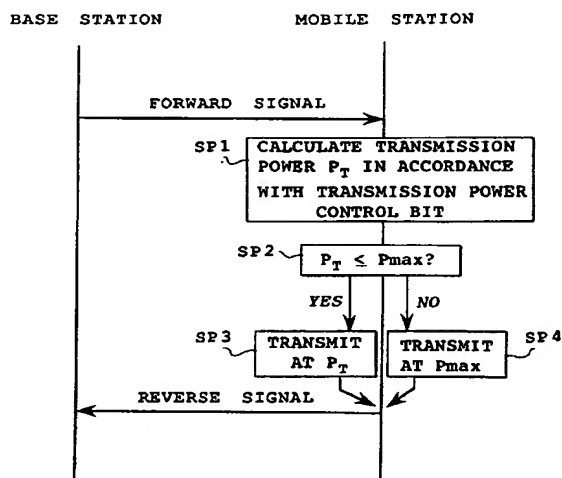 BASE STATION MOBILE STATION
FORWARD SIGNAL
SP1 CALCULATE TRANSMISSION
POWER PT IN ACCORDANCE
WITH TRANSMISSION POWER
CONTROL BIT
SP2 PT ≤ Pmax?
YES NO
SP3 TRANSMIT
AT PT
TRANSMIT SP4
AT Pmax
REVERSE SIGNAL